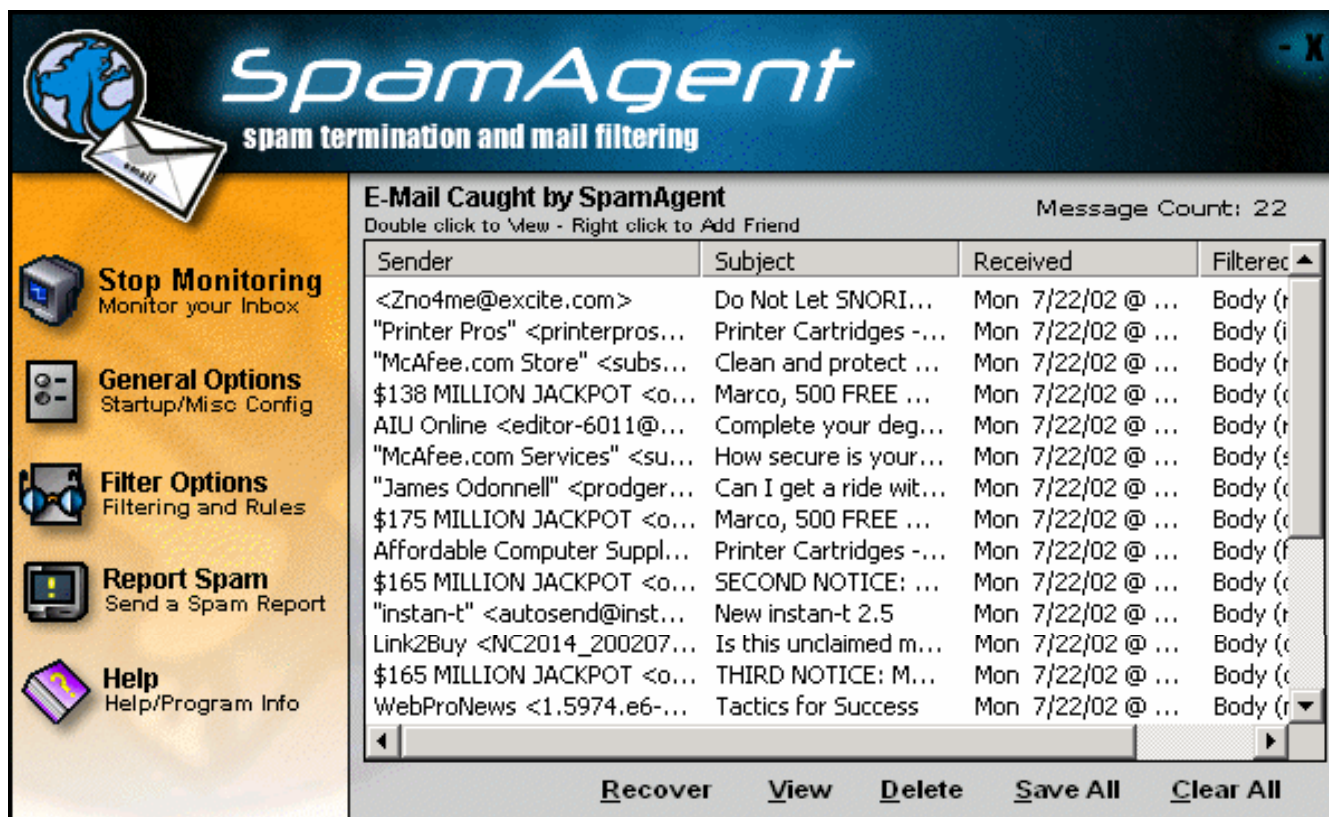 SpamAgent
spam termination and mail filtering
- X
email
E-Mail Caught by SpamAgent
Message Count: 22
Double click to View - Right click to Add Friend
Stop Monitoring
Monitor your Inbox
General Options
Startup/Misc Config
Filter Options
Filtering and Rules
Report Spam
Send a Spam Report
Help
Help/Program Info
Sender Subject Received Filtered
<Zno4me@excite.com> Do Not Let SNORI... Mon 7/22/02 @ ... Body (r
"Printer Pros" <printerpros... Printer Cartridges -... Mon 7/22/02 @ ... Body (i
"McAfee.com Store" <subs... Clean and protect ... Mon 7/22/02 @ ... Body (r
$138 MILLION JACKPOT <o... Marco, 500 FREE ... Mon 7/22/02 @ ... Body (
AIU Online <editor-6011@... Complete your deg... Mon 7/22/02 @ ... Body (r
"McAfee.com Services" <su... How secure is your... Mon 7/22/02 @ ... Body (s
"James Odonnell" <prodger... Can I get a ride wit... Mon 7/22/02 @ ... Body (
$175 MILLION JACKPOT <o... Marco, 500 FREE ... Mon 7/22/02 @ ... Body (
Affordable Computer Suppl... Printer Cartridges -... Mon 7/22/02 @ ... Body (f
$165 MILLION JACKPOT <o... SECOND NOTICE: ... Mon 7/22/02 @ ... Body (
"instan-t" <autosend@inst... New instan-t 2.5 Mon 7/22/02 @ ... Body (r
Link2Buy <NC2014_200207... Is this unclaimed m... Mon 7/22/02 @ ... Body (
$165 MILLION JACKPOT <o... THIRD NOTICE: M... Mon 7/22/02 @ ... Body (
WebProNews <1.5974.e6-... Tactics for Success Mon 7/22/02 @ ... Body (r
Recover View Delete Save All Clear All